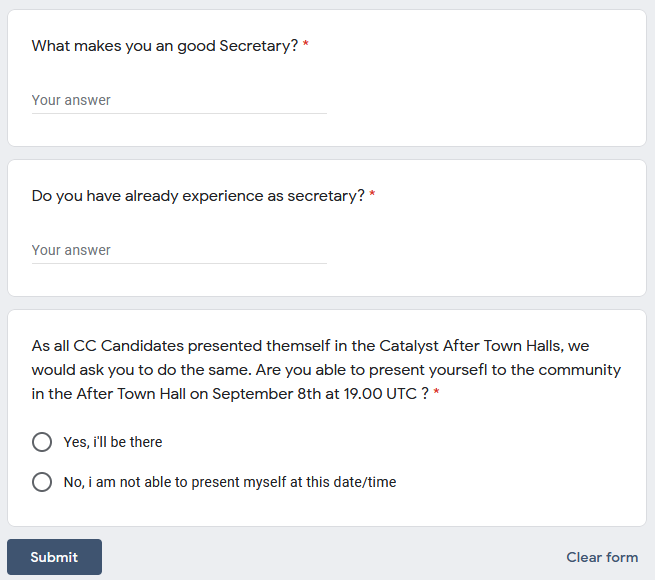 What makes you an good Secretary? *
Your answer
Do you have already experience as secretary? *
Your answer
As all CC Candidates presented themself in the Catalyst After Town Halls, we
would ask you to do the same. Are you able to present yoursefl to the community
in the After Town Hall on September 8th at 19.00 UTC ? *
Yes, i'll be there
No, i am not able to present myself at this date/time
Submit
Clear form